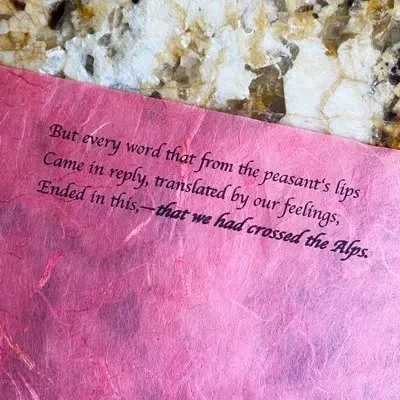 But every word that from the peasant's lips
Came in reply, translated by our feelings,
Ended in this,—that we had crossed the Alps.